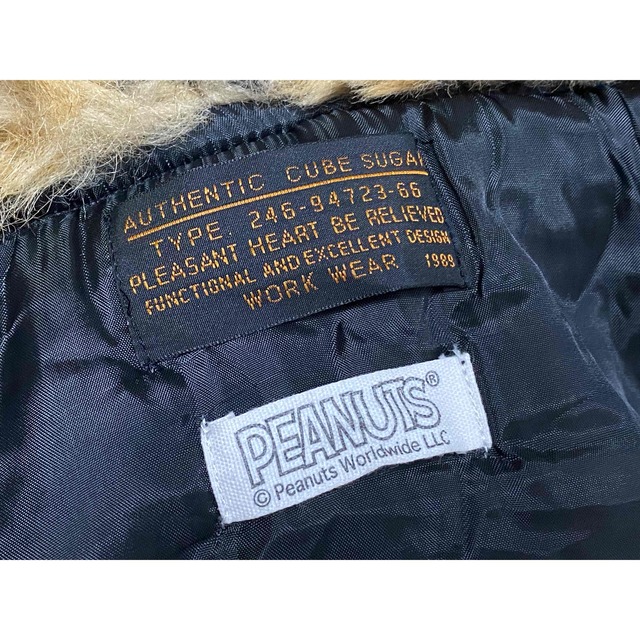 AUTHENTIC CUBE SUGAR
TYPE. 246-94723-66
PLEASANT HEART BE RELIEVED
FUNCTIONAL AND EXCELLENT DESIGN
WORK WEAR 1989
PEANUTS®
© Peanuts Worldwide LLC